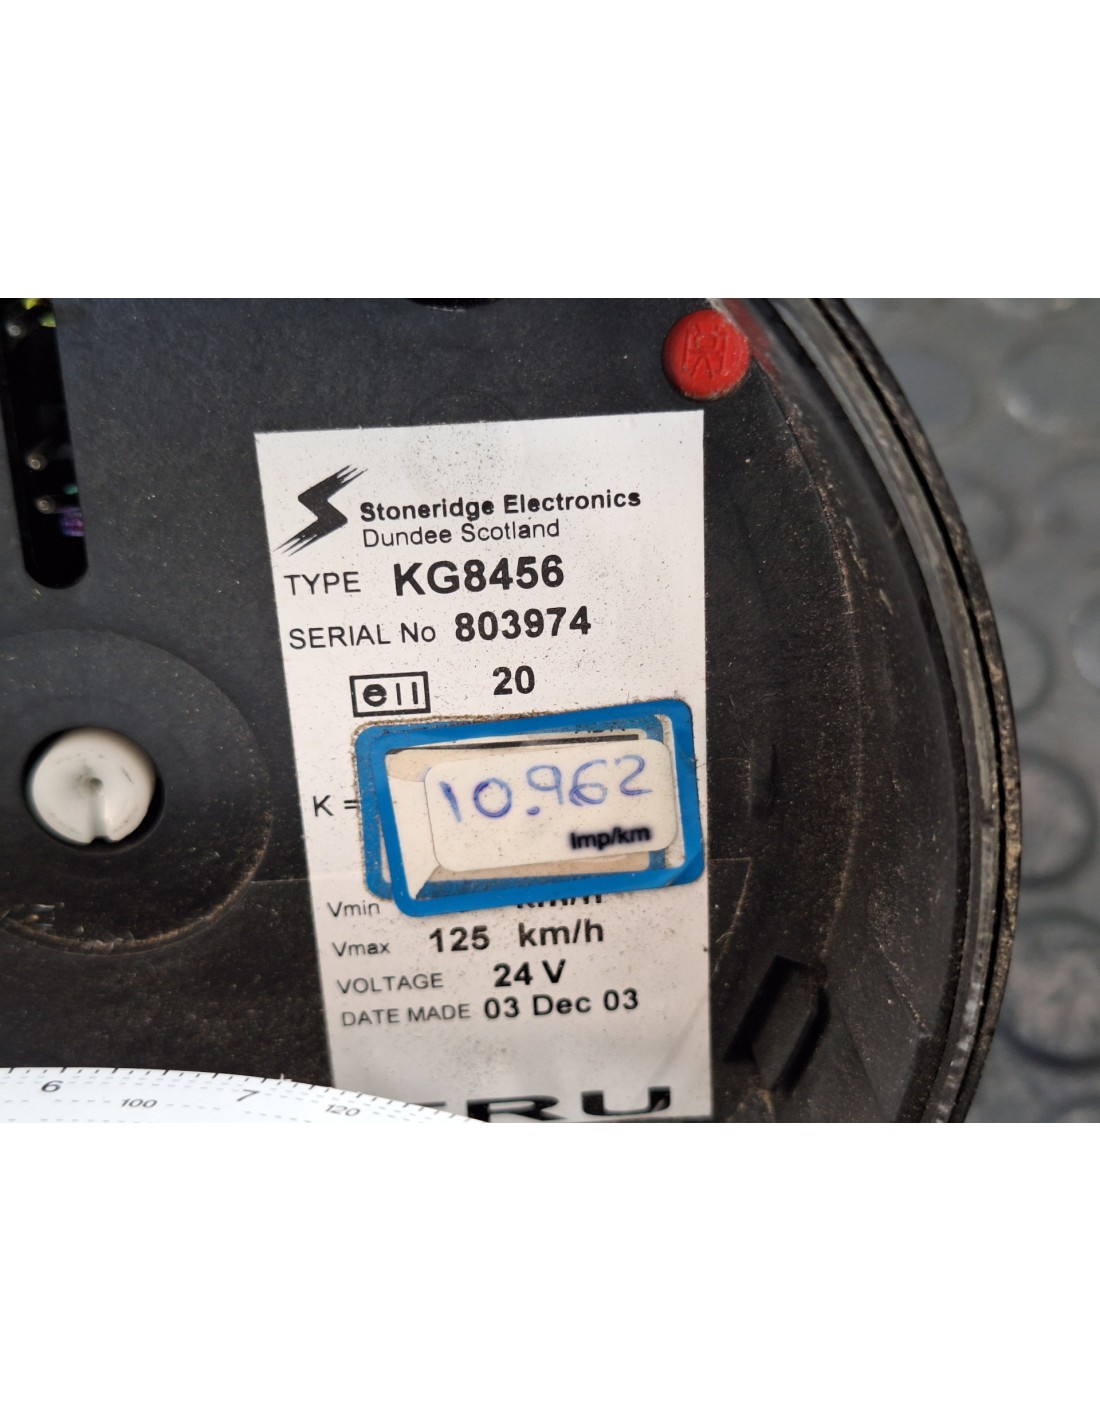 Stoneridge Electronics
Dundee Scotland
TYPE KG8456
SERIAL No 803974
e11 20
K =
10.962
Imp/km
Vmin km/h
Vmax 125 km/h
VOLTAGE 24 V
DATE MADE 03 Dec 03
6 7
100 120